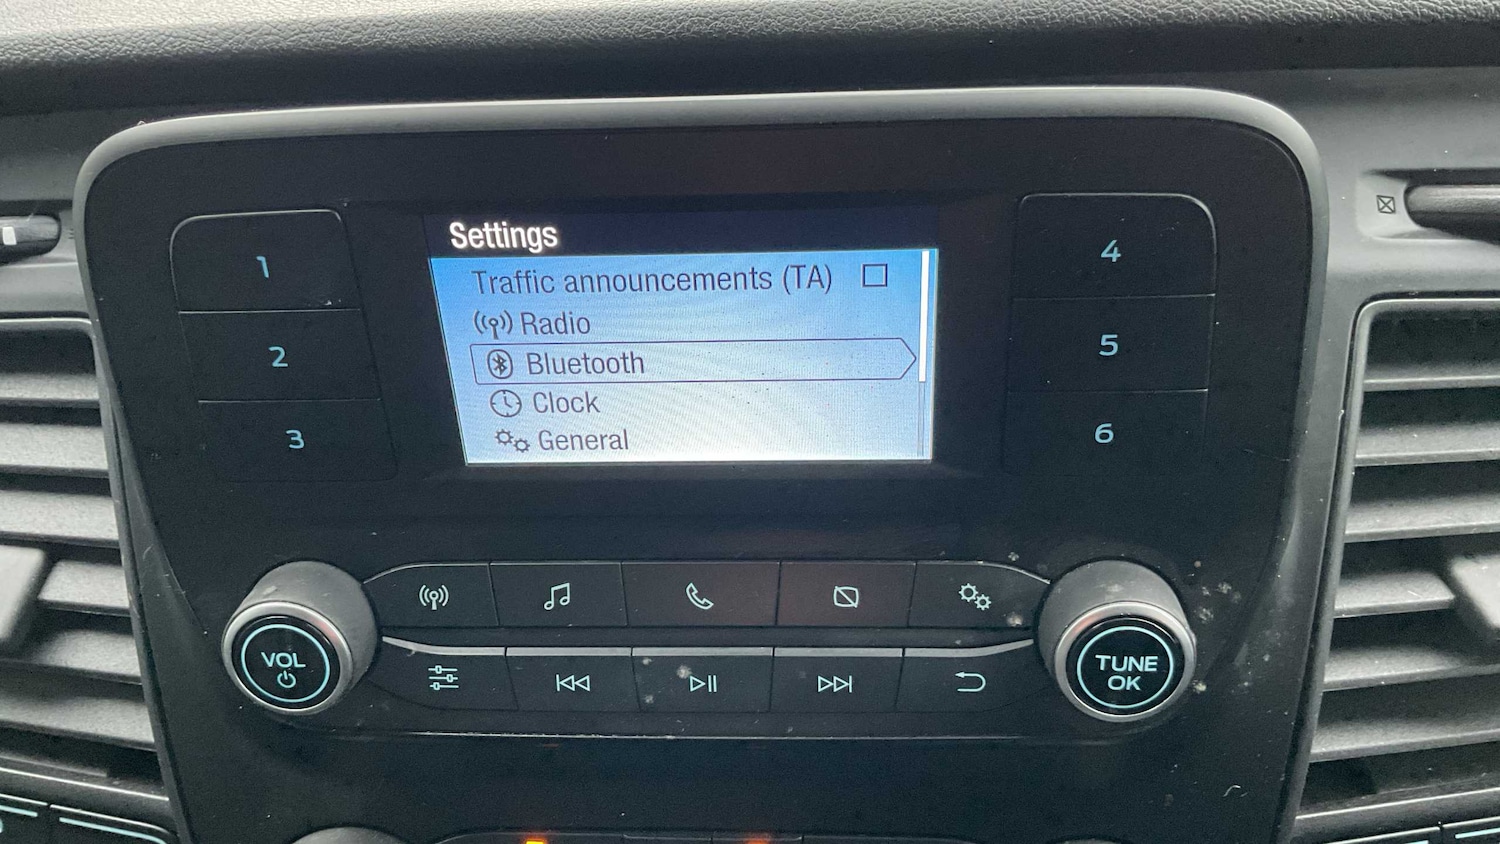 Settings
Traffic announcements (TA)
Radio
Bluetooth
Clock
General
1
2
3
4
5
6
VOL
TUNE
OK